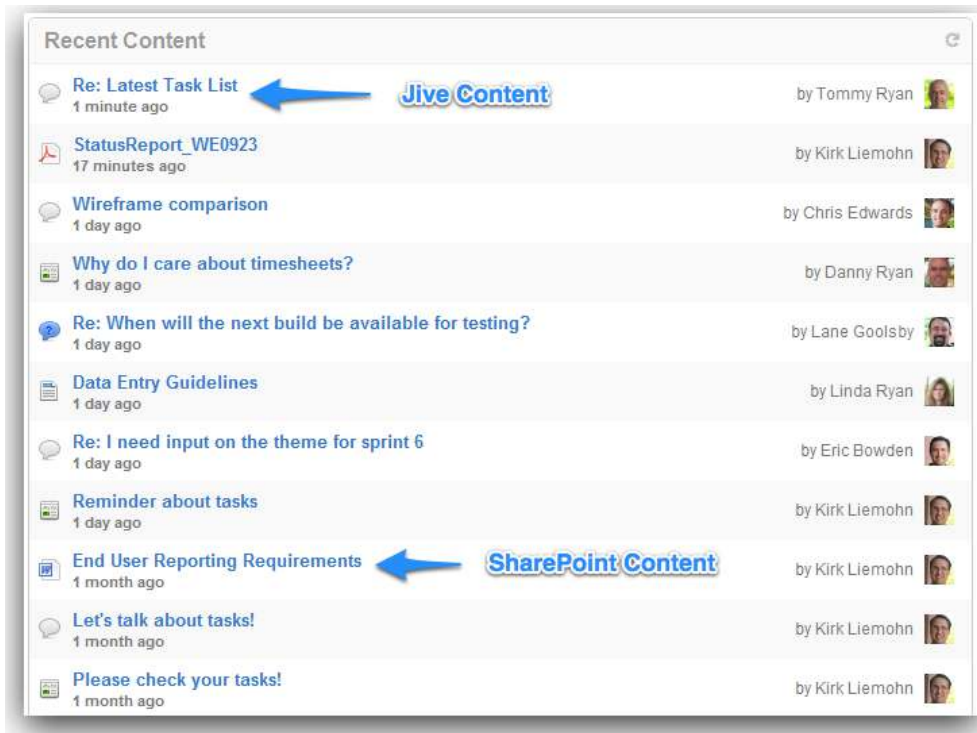 Recent Content
Re: Latest Task List
1 minute ago
Jive Content
by Tommy Ryan
StatusReport_WE0923
17 minutes ago
by Kirk Liemohn
Wireframe comparison
1 day ago
by Chris Edwards
Why do I care about timesheets?
1 day ago
by Danny Ryan
Re: When will the next build be available for testing?
1 day ago
by Lane Goolsby
Data Entry Guidelines
1 day ago
by Linda Ryan
Re: I need input on the theme for sprint 6
1 day ago
by Eric Bowden
Reminder about tasks
1 day ago
by Kirk Liemohn
End User Reporting Requirements
1 month ago
SharePoint Content
by Kirk Liemohn
Let's talk about tasks!
1 month ago
by Kirk Liemohn
Please check your tasks!
1 month ago
by Kirk Liemohn